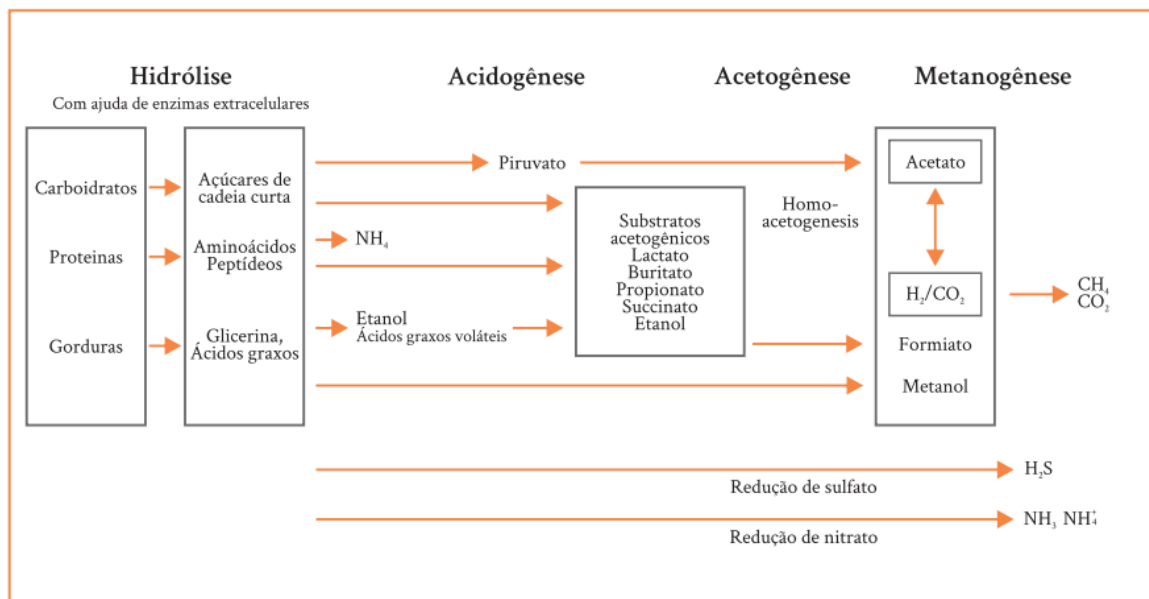 Hidrólise
Com ajuda de enzimas extracelulares
Acidogênese
Acetogênese
Metanogênese
Carboidratos
Proteinas
Gorduras
Açúcares de
cadeia curta
Aminoácidos
Peptídeos
Glicerina,
Ácidos graxos
Piruvato
NH₄
Etanol
Ácidos graxos voláteis
Substratos
acetogênicos
Lactato
Buritato
Propionato
Succinato
Etanol
Homo-
acetogenesis
Acetato
H₂/CO₂
Formiato
Metanol
CH₄
CO₂
Redução de sulfato
H₂S
Redução de nitrato
NH₃ NH₄⁺